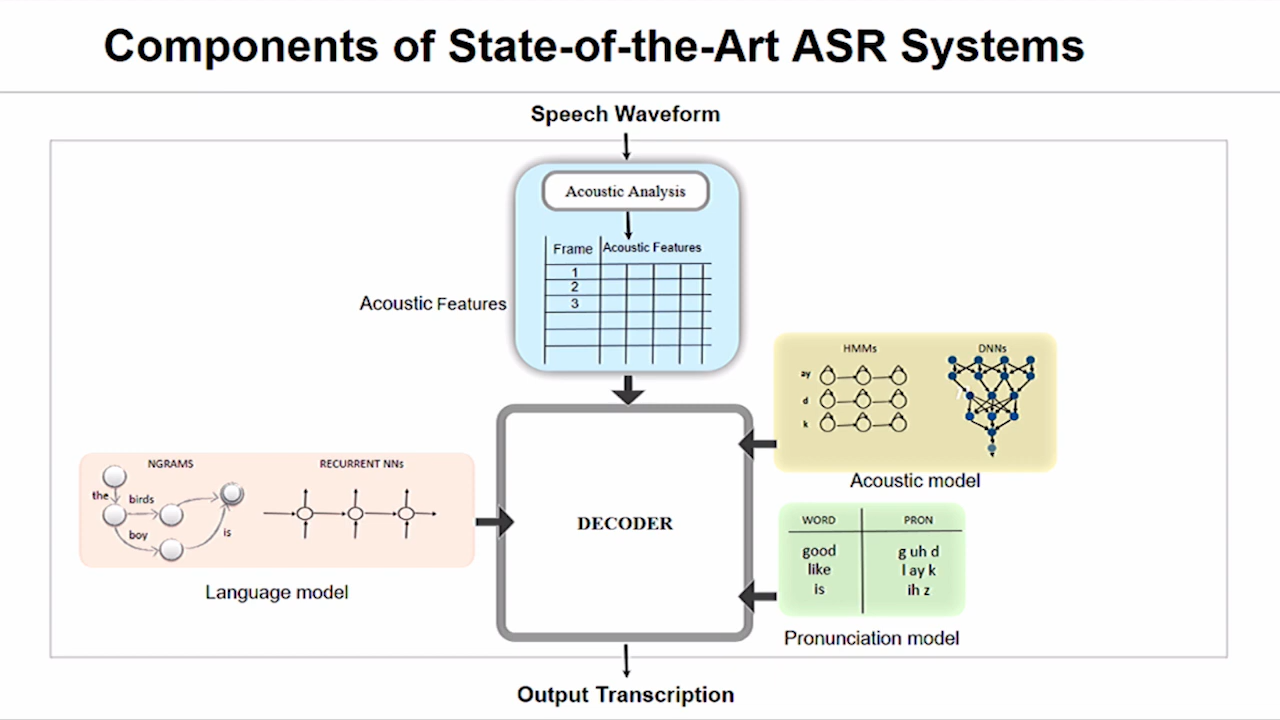 Components of State-of-the-Art ASR Systems
Speech Waveform
Acoustic Analysis
Frame Acoustic Features
1
2
3
Acoustic Features
HMMs DNNs
ay
d
k
Acoustic model
NGRAMS RECURRENT NNs
the birds
boy is
Language model
DECODER
WORD PRON
good g uh d
like l ay k
is ih z
Pronunciation model
Output Transcription